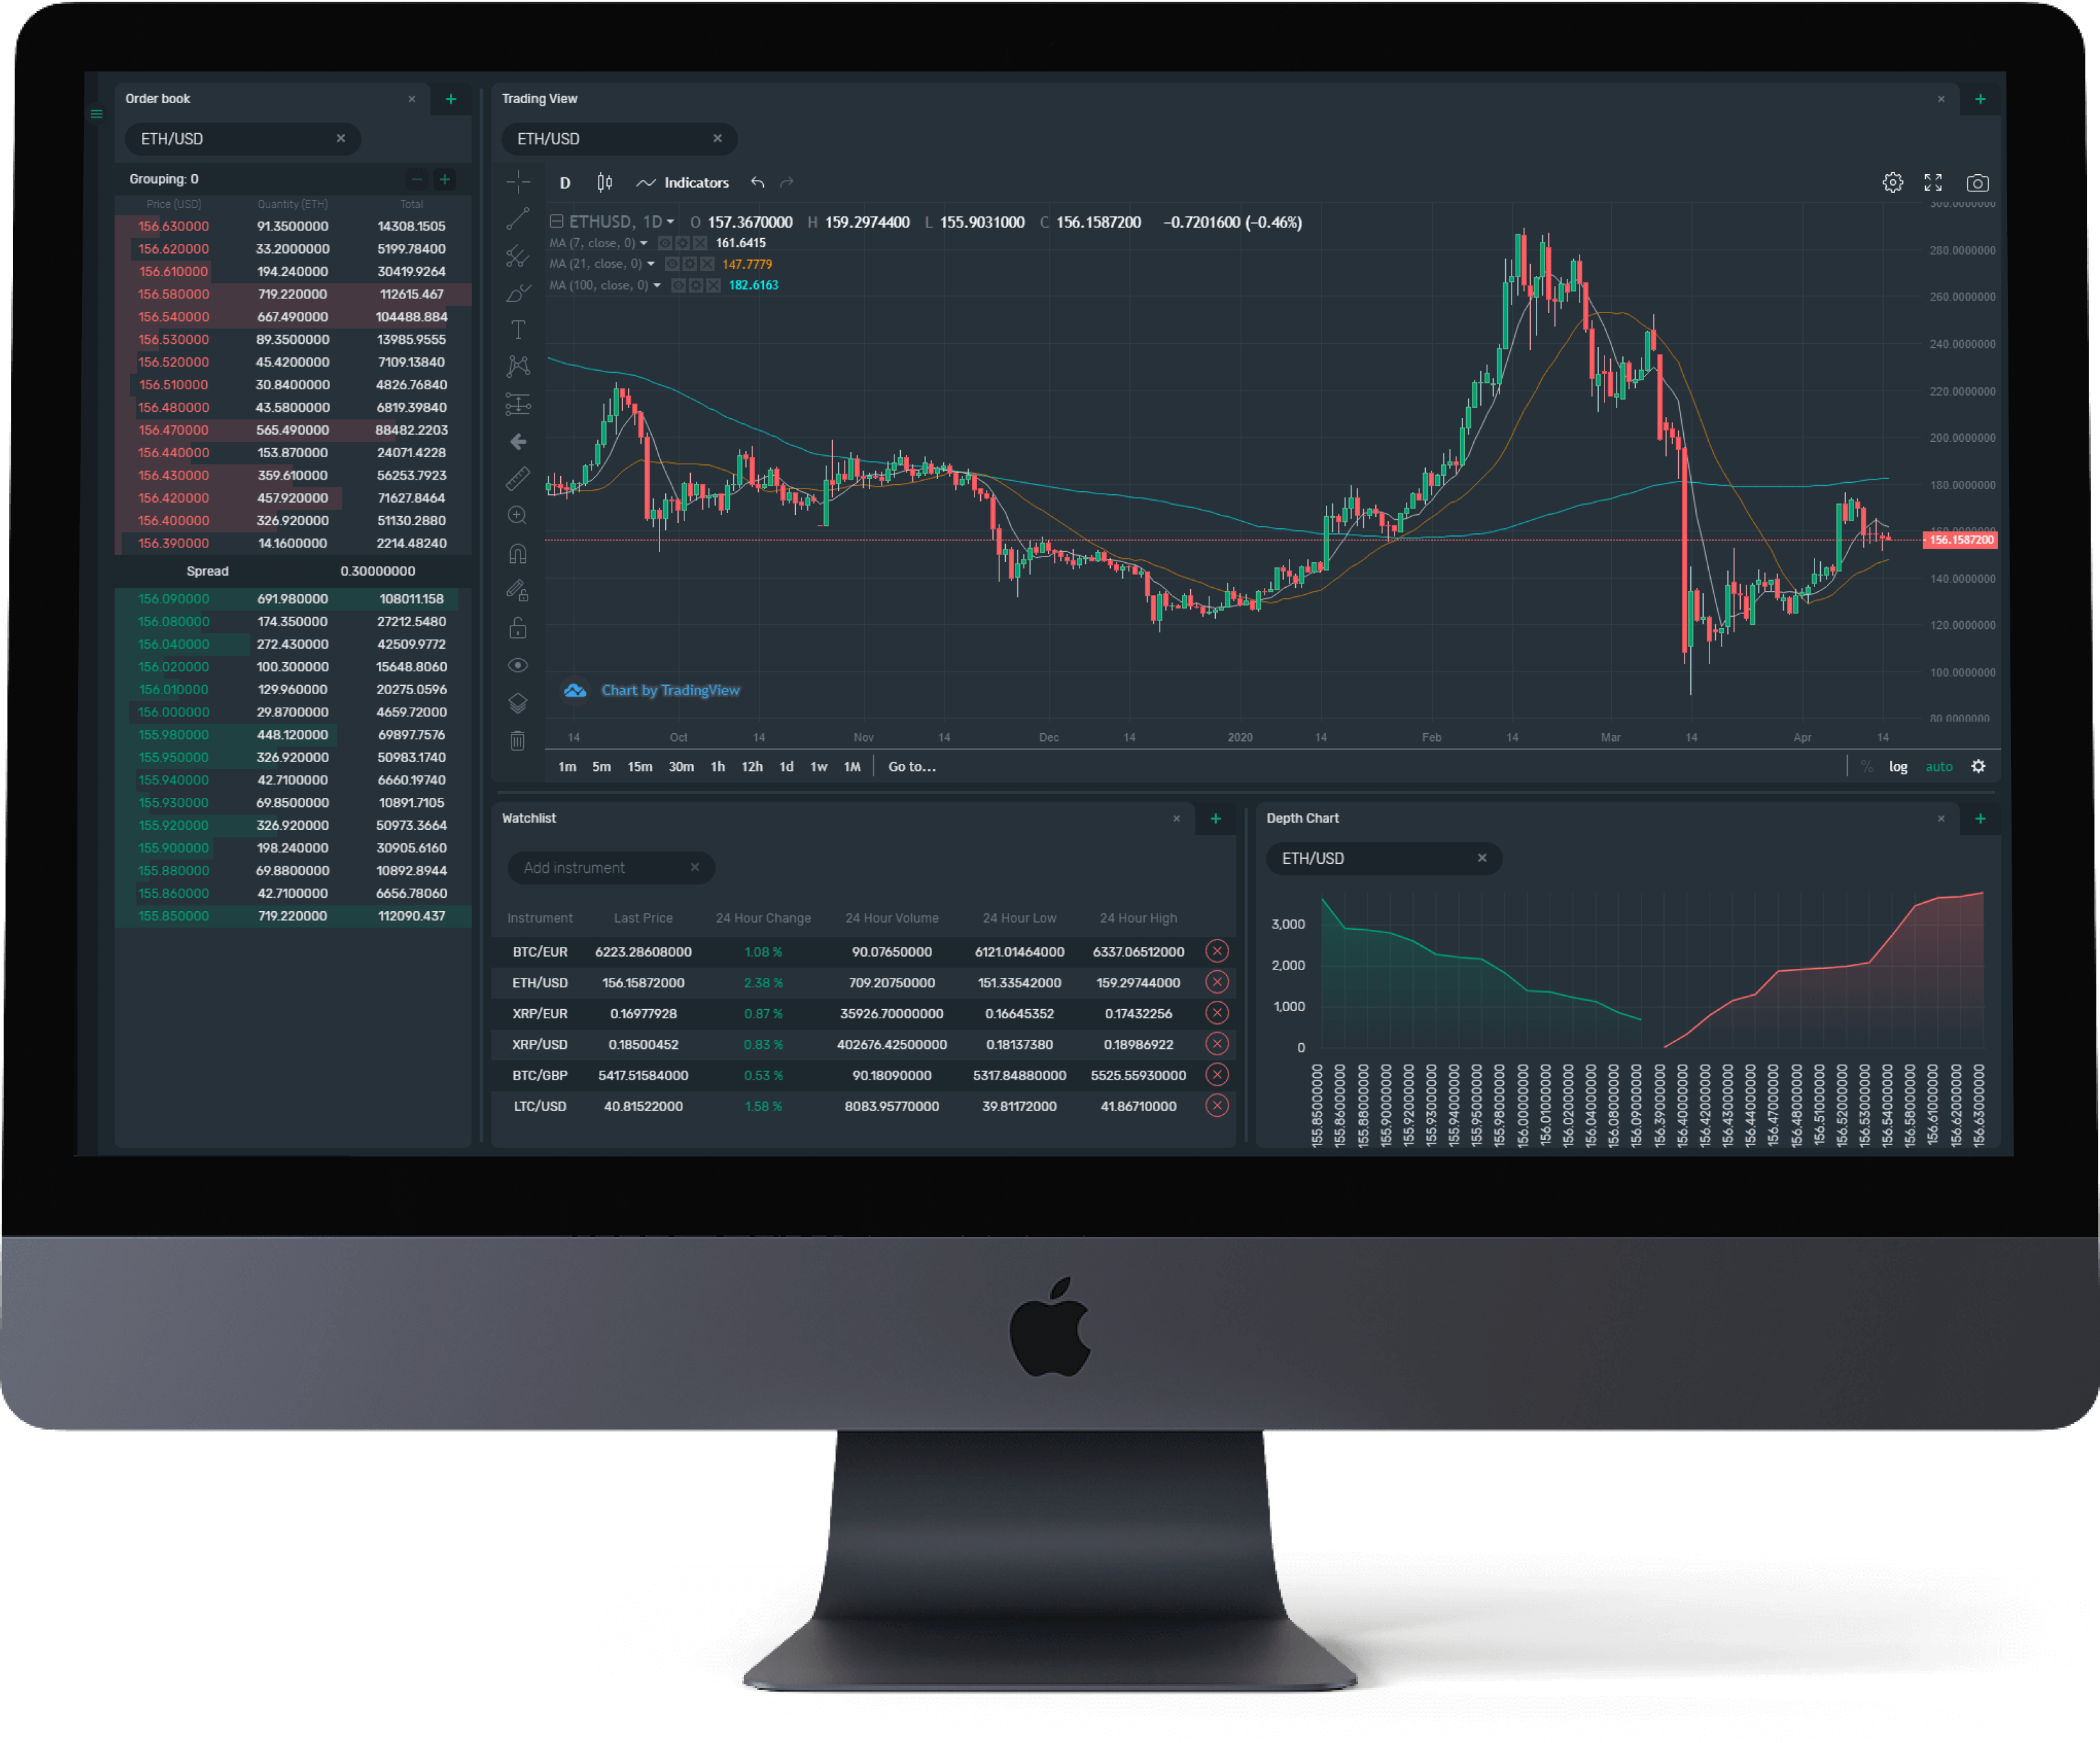 Order book
ETH/USD
Grouping: 0
Price (USD) Quantity (ETH) Total
156.630000 91.3500000 14308.1505
156.620000 33.2000000 5199.78400
156.610000 194.240000 30419.9264
156.580000 719.220000 112615.467
156.540000 667.490000 104488.884
156.530000 89.3500000 13985.9555
156.520000 45.4200000 7109.13840
156.510000 30.8400000 4826.76840
156.480000 43.5800000 6819.39840
156.470000 565.490000 88482.2203
156.440000 153.870000 24071.4228
156.430000 359.610000 56253.7923
156.420000 457.920000 71627.8464
156.400000 326.920000 51130.2880
156.390000 14.1600000 2214.48240
Spread 0.30000000
156.090000 691.980000 108011.158
156.080000 174.350000 27212.5480
156.040000 272.430000 42509.9772
156.020000 100.300000 15648.8060
156.010000 129.960000 20275.0596
156.000000 29.8700000 4659.72000
155.980000 448.120000 69897.7576
155.950000 326.920000 50983.1740
155.940000 42.7100000 6660.19740
155.930000 69.8500000 10891.7105
155.920000 326.920000 50973.3664
155.900000 198.240000 30905.6160
155.880000 69.8800000 10892.8944
155.860000 42.7100000 6656.78060
155.850000 719.220000 112090.437
Trading View
ETH/USD
D Indicators
ETHUSD, 1D O 157.3670000 H 159.2974400 L 155.9031000 C 156.1587200 −0.7201600 (−0.46%)
MA (7, close, 0) 161.6415
MA (21, close, 0) 147.7779
MA (100, close, 0) 182.6163
300.0000000
280.0000000
260.0000000
240.0000000
220.0000000
200.0000000
180.0000000
160.0000000
156.1587200
140.0000000
120.0000000
100.0000000
80.0000000
Chart by TradingView
14 Oct 14 Nov 14 Dec 14 2020 14 Feb 14 Mar 14 Apr 14
1m 5m 15m 30m 1h 12h 1d 1w 1M Go to... % log auto
Watchlist
Add instrument
Instrument Last Price 24 Hour Change 24 Hour Volume 24 Hour Low 24 Hour High
BTC/EUR 6223.28608000 1.08 % 90.07650000 6121.01464000 6337.06512000
ETH/USD 156.15872000 2.38 % 709.20750000 151.33542000 159.29744000
XRP/EUR 0.16977928 0.87 % 35926.70000000 0.16645352 0.17432256
XRP/USD 0.18500452 0.83 % 402676.42500000 0.18137380 0.18986922
BTC/GBP 5417.51584000 0.53 % 90.18090000 5317.84880000 5525.55930000
LTC/USD 40.81522000 1.58 % 8083.95770000 39.81172000 41.86710000
Depth Chart
ETH/USD
3,000
2,000
1,000
0
155.85000000
155.86000000
155.88000000
155.90000000
155.92000000
155.93000000
155.94000000
155.95000000
155.98000000
156.00000000
156.01000000
156.02000000
156.04000000
156.08000000
156.09000000
156.39000000
156.40000000
156.42000000
156.43000000
156.44000000
156.47000000
156.48000000
156.51000000
156.52000000
156.53000000
156.54000000
156.58000000
156.61000000
156.62000000
156.63000000